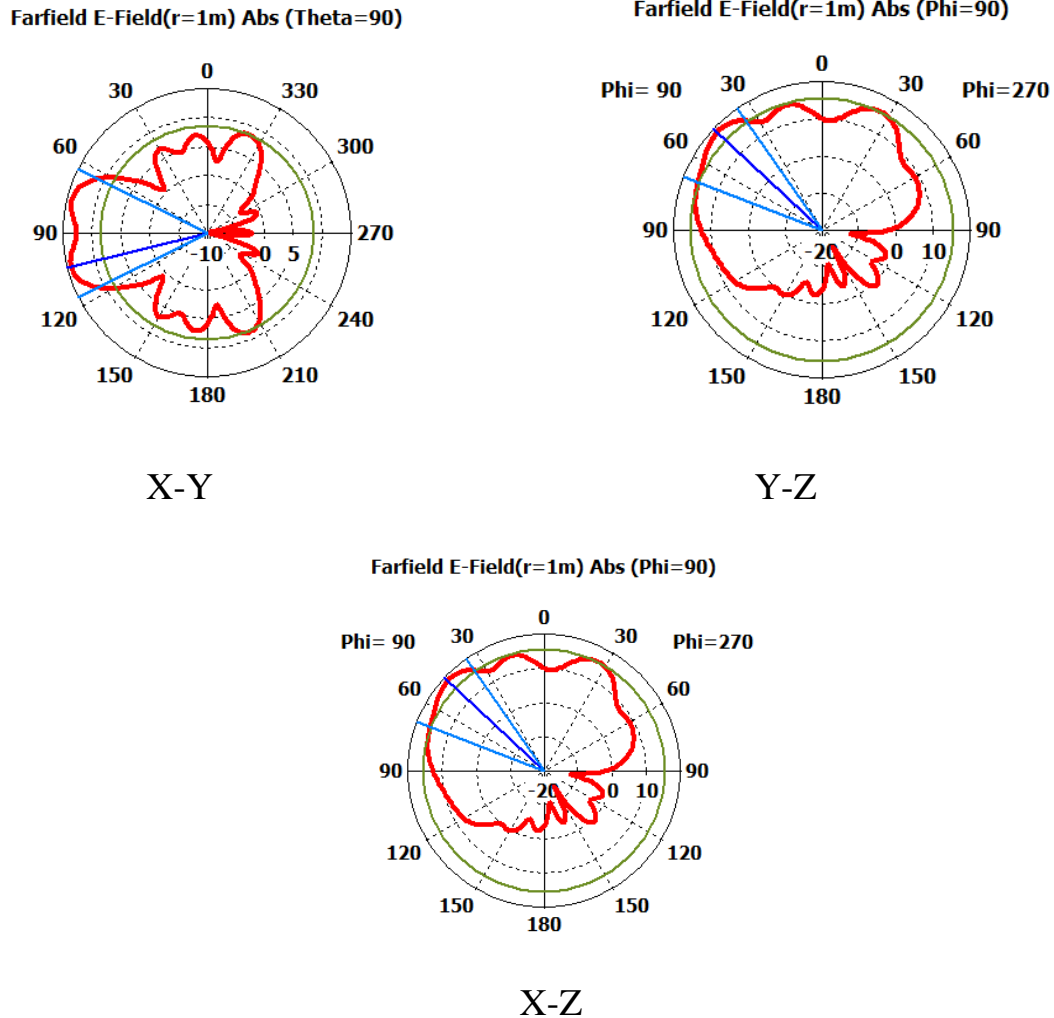 Farfield E-Field(r=1m) Abs (Theta=90)
0
30 330
60 300
90 -10 0 5 270
120 240
150 210
180
X-Y
Farfield E-Field(r=1m) Abs (Phi=90)
0
Phi= 90 30 30 Phi=270
60 60
90 -20 0 10 90
120 120
150 150
180
Y-Z
Farfield E-Field(r=1m) Abs (Phi=90)
0
Phi= 90 30 30 Phi=270
60 60
90 -20 0 10 90
120 120
150 150
180
X-Z